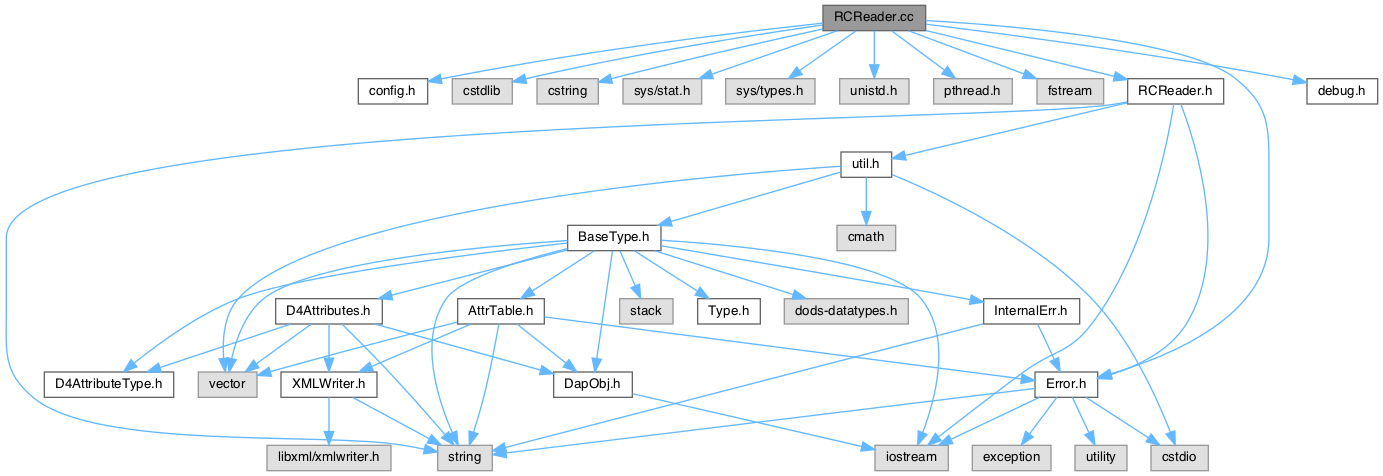 RCReader.cc
config.h
cstdlib
cstring
sys/stat.h
sys/types.h
unistd.h
pthread.h
fstream
RCReader.h
debug.h
util.h
BaseType.h
cmath
D4Attributes.h
AttrTable.h
stack
Type.h
dods-datatypes.h
InternalErr.h
D4AttributeType.h
vector
XMLWriter.h
DapObj.h
Error.h
libxml/xmlwriter.h
string
iostream
exception
utility
cstdio